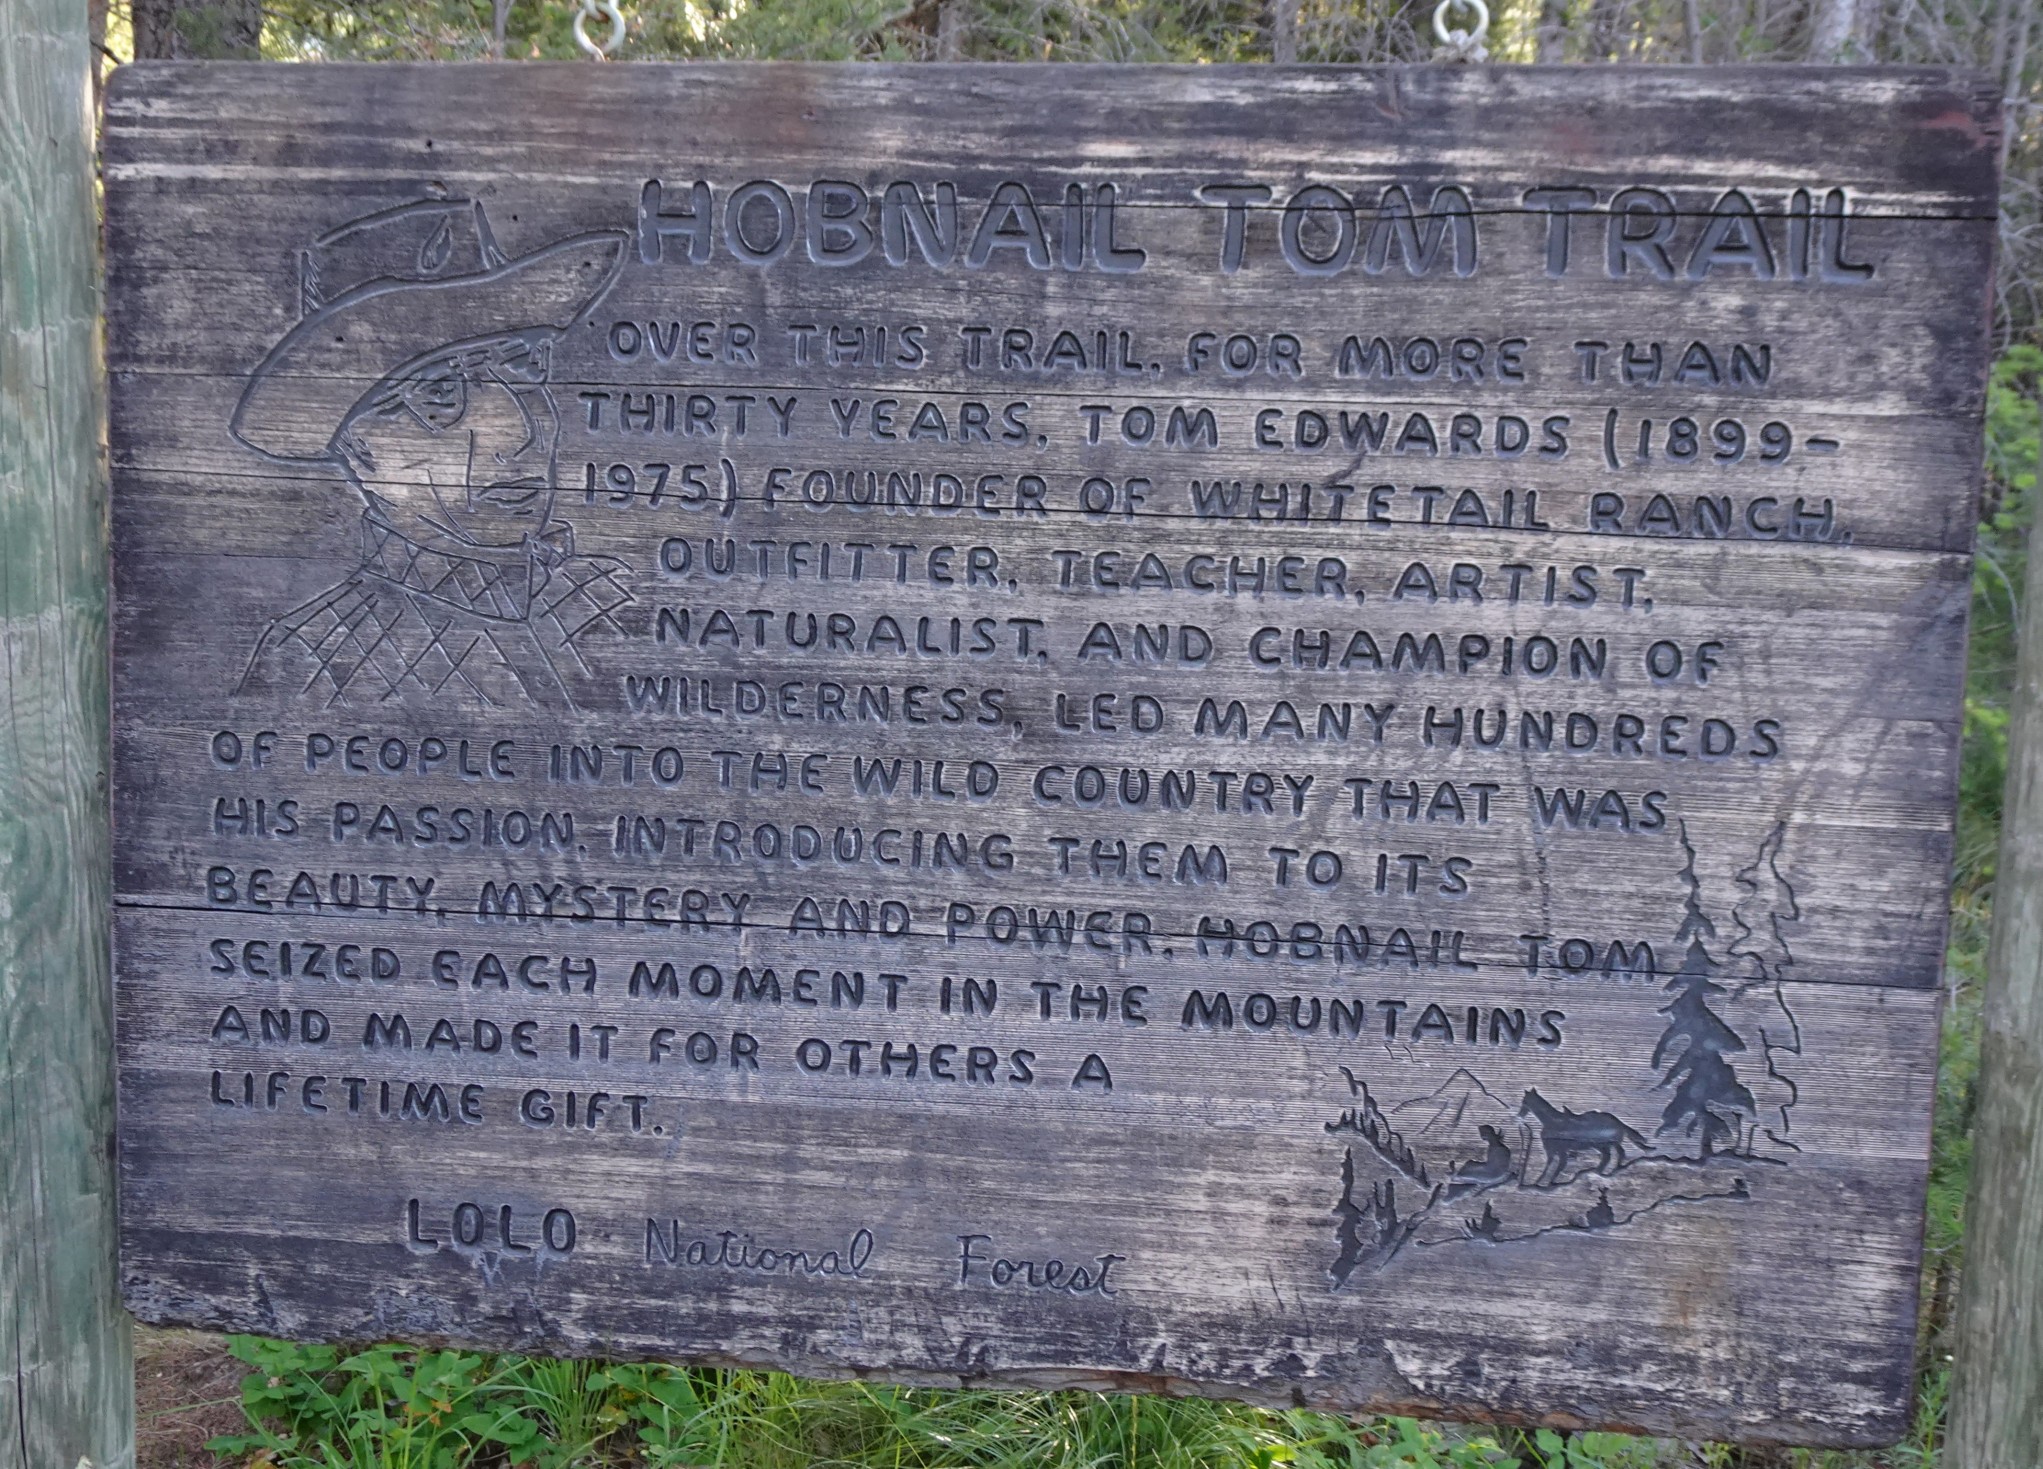 HOBNAIL TOM TRAIL
OVER THIS TRAIL, FOR MORE THAN
THIRTY YEARS, TOM EDWARDS (1899-
1975) FOUNDER OF WHITETAIL RANCH,
OUTFITTER, TEACHER, ARTIST,
NATURALIST, AND CHAMPION OF
WILDERNESS, LED MANY HUNDREDS
OF PEOPLE INTO THE WILD COUNTRY THAT WAS
HIS PASSION, INTRODUCING THEM TO ITS
BEAUTY, MYSTERY AND POWER. HOBNAIL TOM
SEIZED EACH MOMENT IN THE MOUNTAINS
AND MADE IT FOR OTHERS A
LIFETIME GIFT.
LOLO National Forest